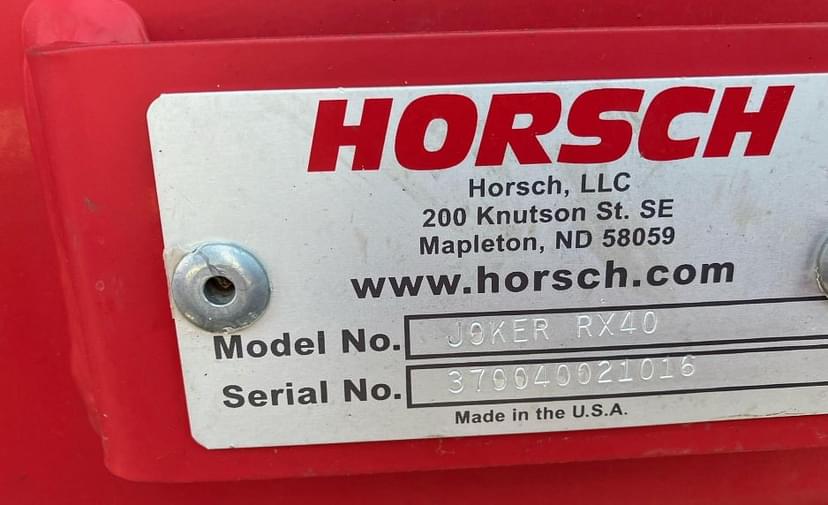 HORSCH
Horsch, LLC
200 Knutson St. SE
Mapleton, ND 58059
www.horsch.com
Model No. JOKER RX40
Serial No. 370040021016
Made in the U.S.A.